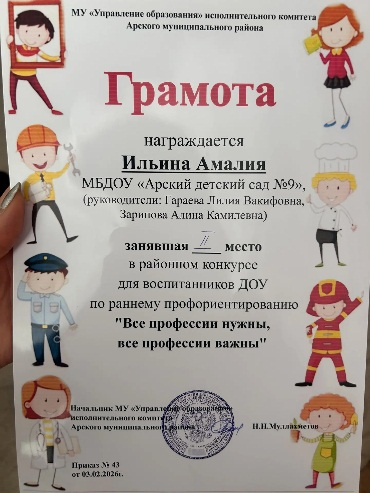 МУ «Управление образования» исполнительного комитета
Арского муниципального района
Грамота
награждается
Ильина Амалия
МБДОУ «Арский детский сад №9»,
(руководители: Гараева Лилия Вакифовна,
Зарипова Алина Камилевна)
занявшая II место
в районном конкурсе
для воспитанников ДОУ
по раннему профориентированию
"Все профессии нужны,
все профессии важны"
Начальник МУ «Управление образования»
исполнительного комитета
Арского муниципального района Н.П.Муллахметов
Приказ № 43
от 03.02.2026г.